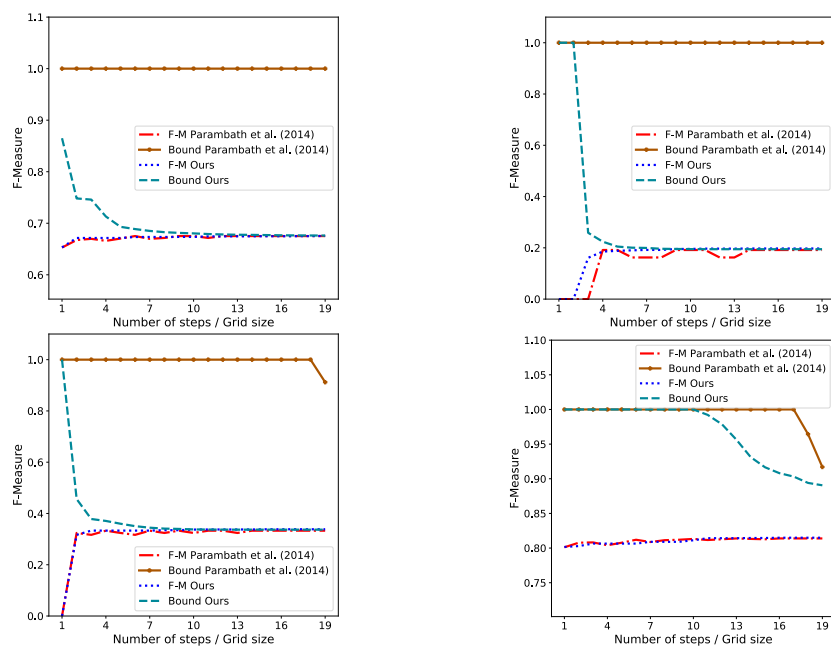 1.1
1.0
0.9
0.8
0.7
0.6
F-Measure
F-M Parambath et al. (2014)
Bound Parambath et al. (2014)
F-M Ours
Bound Ours
1 4 7 10 13 16 19
Number of steps / Grid size
1.0
0.8
0.6
0.4
0.2
0.0
F-Measure
F-M Parambath et al. (2014)
Bound Parambath et al. (2014)
F-M Ours
Bound Ours
1 4 7 10 13 16 19
Number of steps / Grid size
1.0
0.8
0.6
0.4
0.2
0.0
F-Measure
F-M Parambath et al. (2014)
Bound Parambath et al. (2014)
F-M Ours
Bound Ours
1 4 7 10 13 16 19
Number of steps / Grid size
1.10
1.05
1.00
0.95
0.90
0.85
0.80
0.75
F-Measure
F-M Parambath et al. (2014)
Bound Parambath et al. (2014)
F-M Ours
Bound Ours
1 4 7 10 13 16 19
Number of steps / Grid size